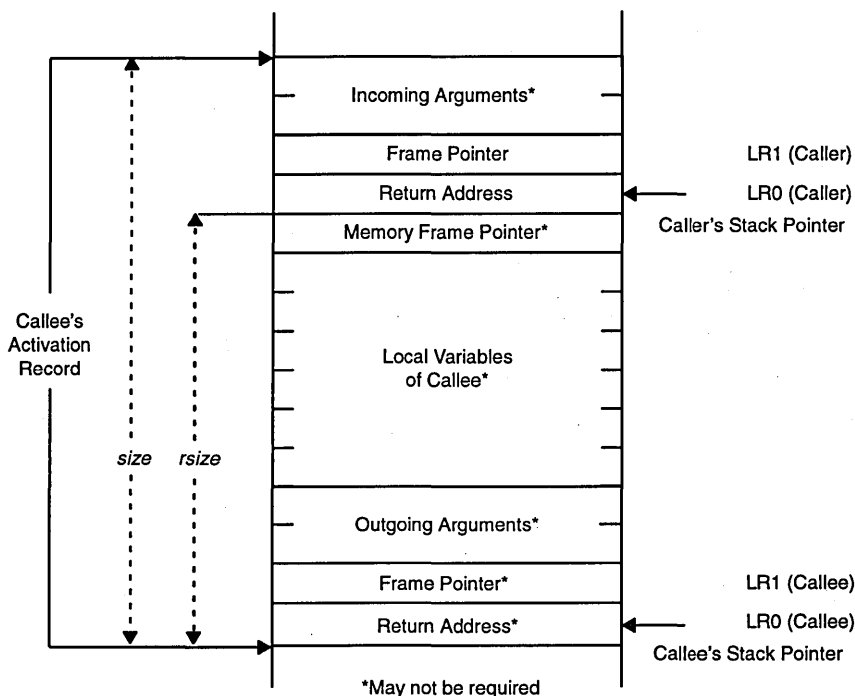 Incoming Arguments*
Frame Pointer
LR1 (Caller)
Return Address
LR0 (Caller)
Caller's Stack Pointer
Memory Frame Pointer*
Callee's
Activation
Record
Local Variables
of Callee*
size
rsize
Outgoing Arguments*
Frame Pointer*
LR1 (Callee)
Return Address*
LR0 (Callee)
Callee's Stack Pointer
*May not be required